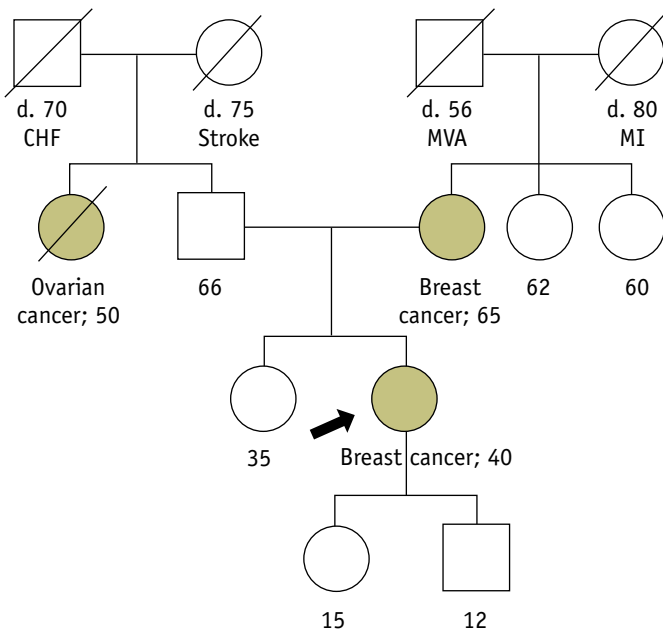 d. 70
CHF
d. 75
Stroke
d. 56
MVA
d. 80
MI
Ovarian
cancer; 50
66
Breast
cancer; 65
62
60
35
Breast cancer; 40
15
12